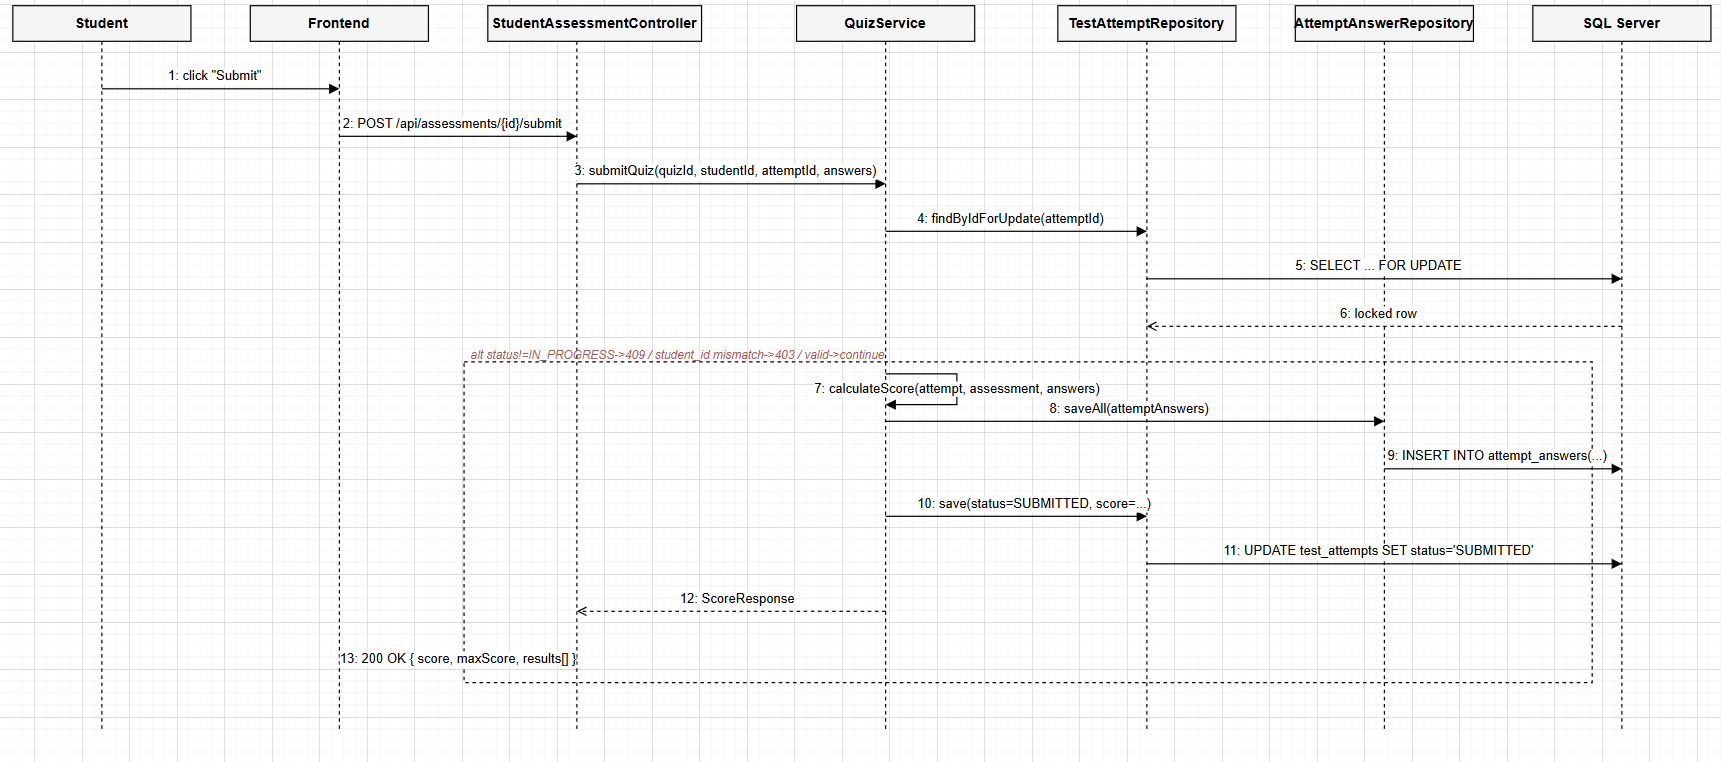 Student
Frontend
StudentAssessmentController
QuizService
TestAttemptRepository
AttemptAnswerRepository
SQL Server
1: click "Submit"
2: POST /api/assessments/{id}/submit
3: submitQuiz(quizId, studentId, attemptId, answers)
4: findByIdForUpdate(attemptId)
5: SELECT ... FOR UPDATE
6: locked row
alt status!=IN_PROGRESS->409 / student_id mismatch->403 / valid->continue
7: calculateScore(attempt, assessment, answers)
8: saveAll(attemptAnswers)
9: INSERT INTO attempt_answers(...)
10: save(status=SUBMITTED, score=...)
11: UPDATE test_attempts SET status='SUBMITTED'
12: ScoreResponse
13: 200 OK { score, maxScore, results[] }